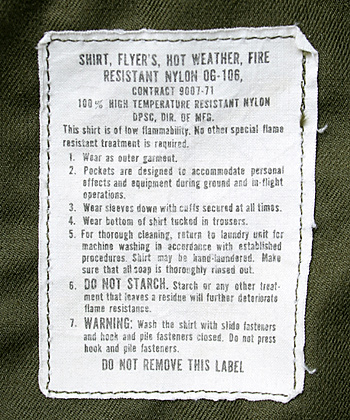 SHIRT, FLYER'S, HOT WEATHER, FIRE
RESISTANT NYLON OG-106,
CONTRACT 9007-71
100% HIGH TEMPERATURE RESISTANT NYLON
DPSC, DIR. OF MFG.
This shirt is of low flammability. No other special flame
resistant treatment is required.
1. Wear as outer garment.
2. Pockets are designed to accommodate personal
effects and equipment during ground and in-flight
operations.
3. Wear sleeves down with cuffs secured at all times.
4. Wear bottom of shirt tucked in trousers.
5. For thorough cleaning, return to laundry unit for
machine washing in accordance with established
procedures. Shirt may be hand-laundered. Make
sure that all soap is thoroughly rinsed out.
6. DO NOT STARCH. Starch or any other treat-
ment that leaves a residue will further deteriorate
flame resistance.
7. WARNING: Wash the shirt with slide fasteners
and hook and pile fasteners closed. Do not press
hook and pile fasteners.
DO NOT REMOVE THIS LABEL